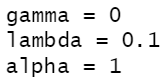 gamma = 0
lambda = 0.1
alpha = 1